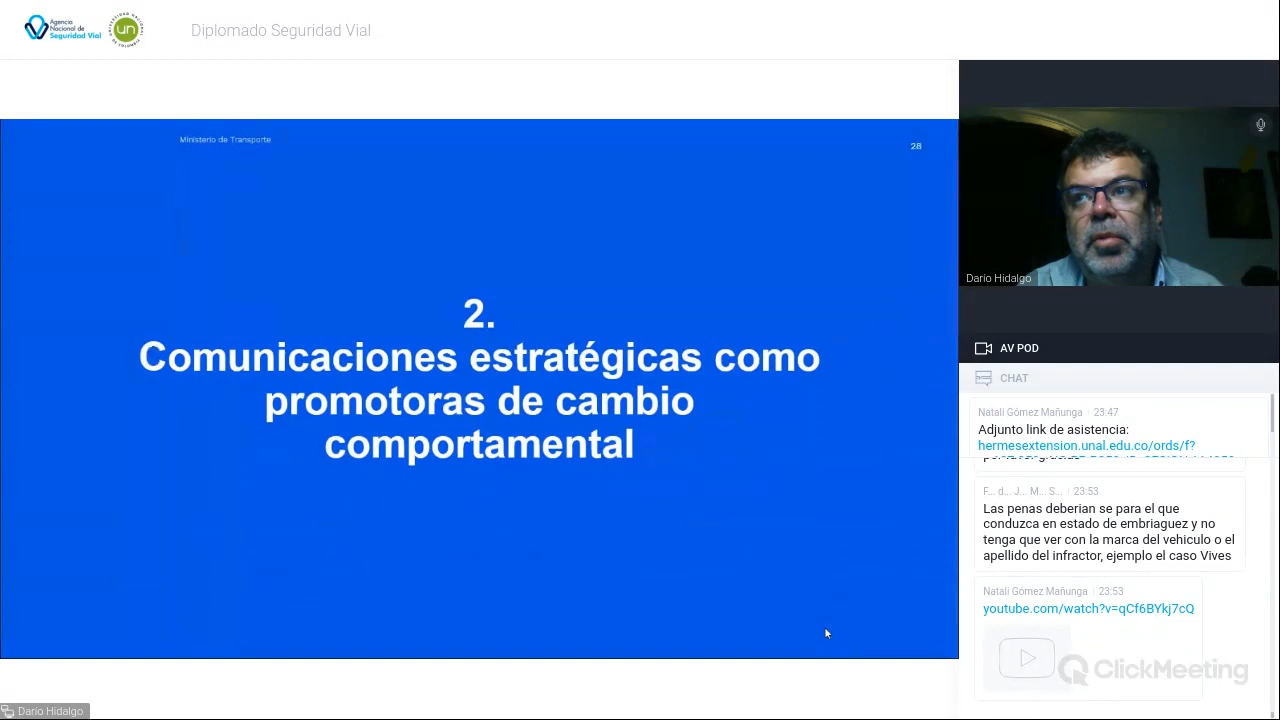 Agencia
Nacional de
Seguridad Vial
un
Diplomado Seguridad Vial
Ministerio de Transporte
28
2.
Comunicaciones estratégicas como
promotoras de cambio
comportamental
Darío Hidalgo
AV POD
CHAT
Natali Gómez Mañunga 23:47
Adjunto link de asistencia:
hermesextension.unal.edu.co/ords/f?
F... d... J... M... S... 23:53
Las penas deberian se para el que
conduzca en estado de embriaguez y no
tenga que ver con la marca del vehiculo o el
apellido del infractor, ejemplo el caso Vives
Natali Gómez Mañunga 23:53
youtube.com/watch?v=qCf6BYkj7cQ
ClickMeeting
Darío Hidalgo